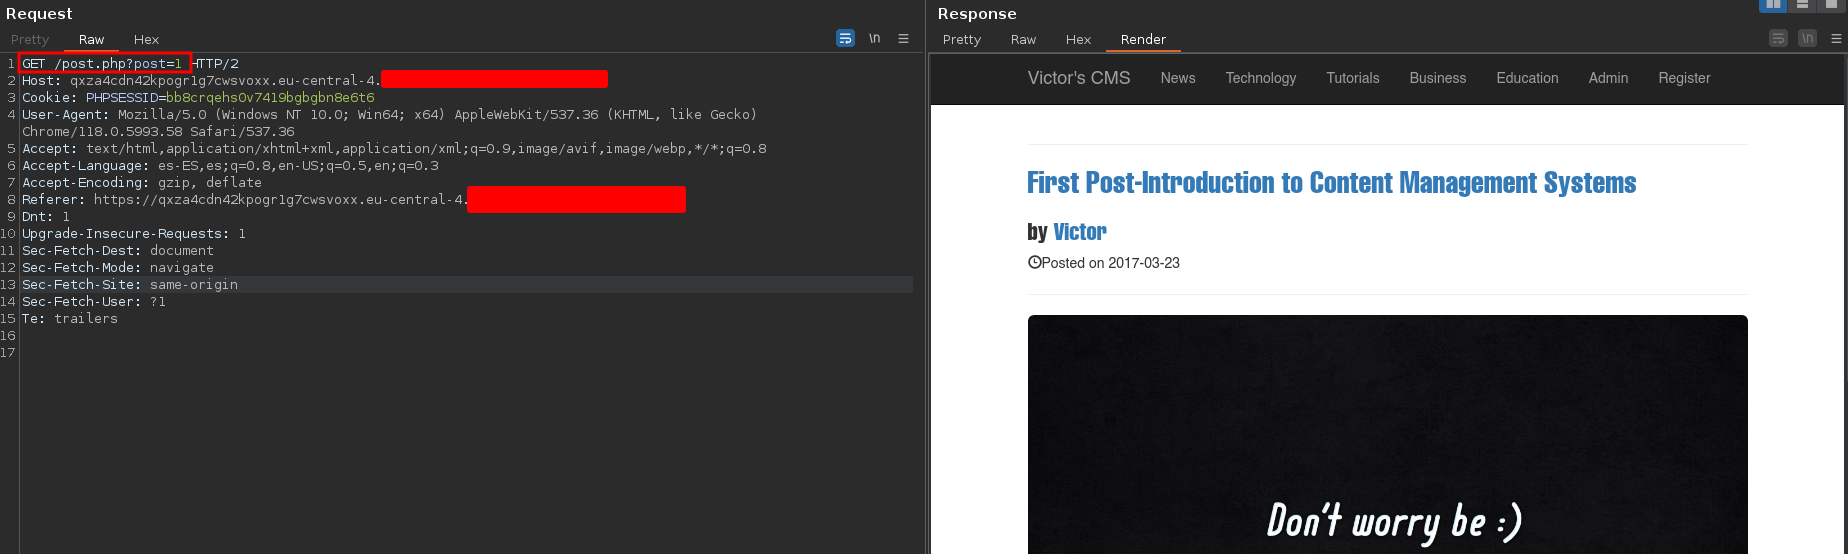 Request
Pretty Raw Hex
\n
1 GET /post.php?post=1 HTTP/2
2 Host: qxza4cdn42kpogr1g7cwsvoxx.eu-central-4.
3 Cookie: PHPSESSID=bb8crqehs0v7419bgbgbn8e6t6
4 User-Agent: Mozilla/5.0 (Windows NT 10.0; Win64; x64) AppleWebKit/537.36 (KHTML, like Gecko)
Chrome/118.0.5993.58 Safari/537.36
5 Accept: text/html,application/xhtml+xml,application/xml;q=0.9,image/avif,image/webp,*/*;q=0.8
6 Accept-Language: es-ES,es;q=0.8,en-US;q=0.5,en;q=0.3
7 Accept-Encoding: gzip, deflate
8 Referer: https://qxza4cdn42kpogr1g7cwsvoxx.eu-central-4.
9 Dnt: 1
10 Upgrade-Insecure-Requests: 1
11 Sec-Fetch-Dest: document
12 Sec-Fetch-Mode: navigate
13 Sec-Fetch-Site: same-origin
14 Sec-Fetch-User: ?1
15 Te: trailers
16
17
Response
Pretty Raw Hex Render
\n
Victor's CMS News Technology Tutorials Business Education Admin Register
First Post-Introduction to Content Management Systems
by Victor
Posted on 2017-03-23
Don't worry be :)